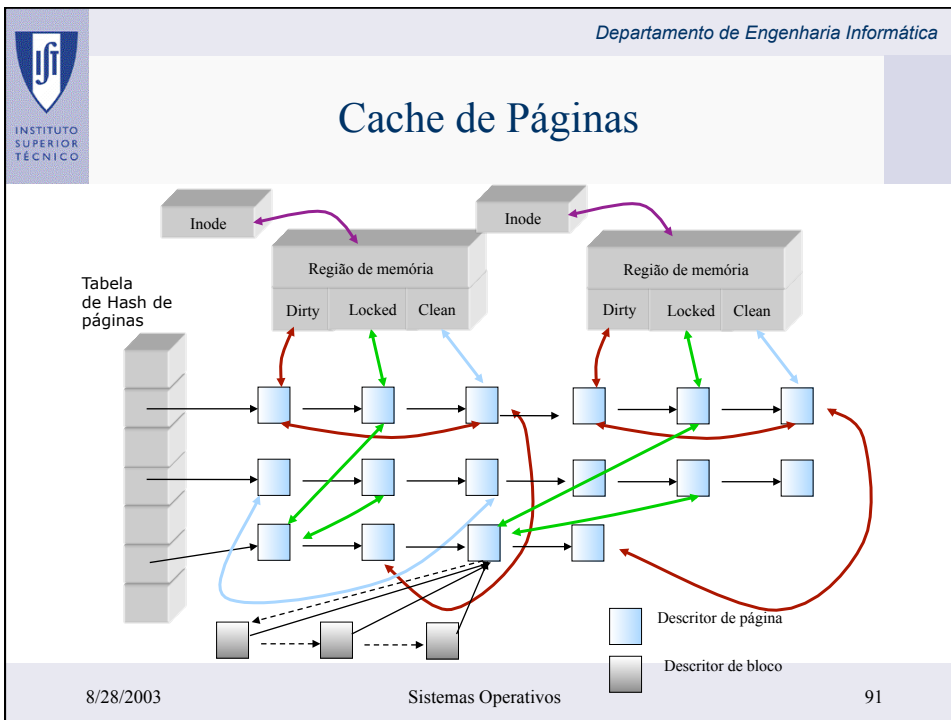 Departamento de Engenharia Informática
INSTITUTO
SUPERIOR
TÉCNICO
Cache de Páginas
Inode
Inode
Região de memória
Dirty Locked Clean
Região de memória
Dirty Locked Clean
Tabela
de Hash de
páginas
Descritor de página
Descritor de bloco
8/28/2003 Sistemas Operativos 91